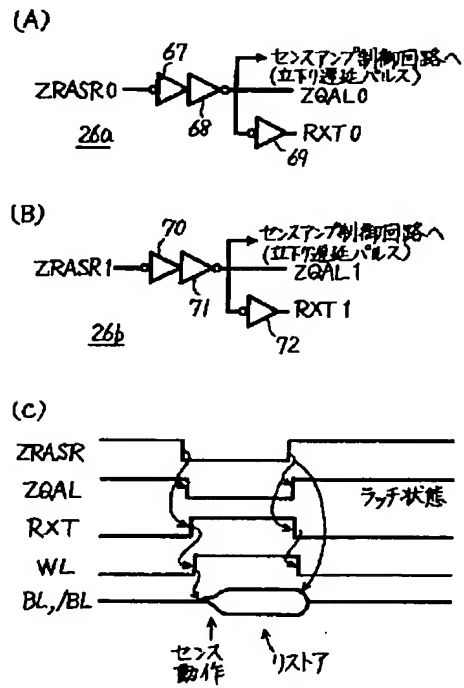 (A)
67
センスアンプ制御回路へ
(立下り遅延パルス)
ZRASR0
ZQAL0
68
RXT0
26a
69
(B)
70
センスアンプ制御回路へ
(立下り遅延パルス)
ZRASR1
ZQAL1
71
RXT1
26b
72
(C)
ZRASR
ZQAL
ラッチ状態
RXT
WL
BL,/BL
センス
動作
リストア